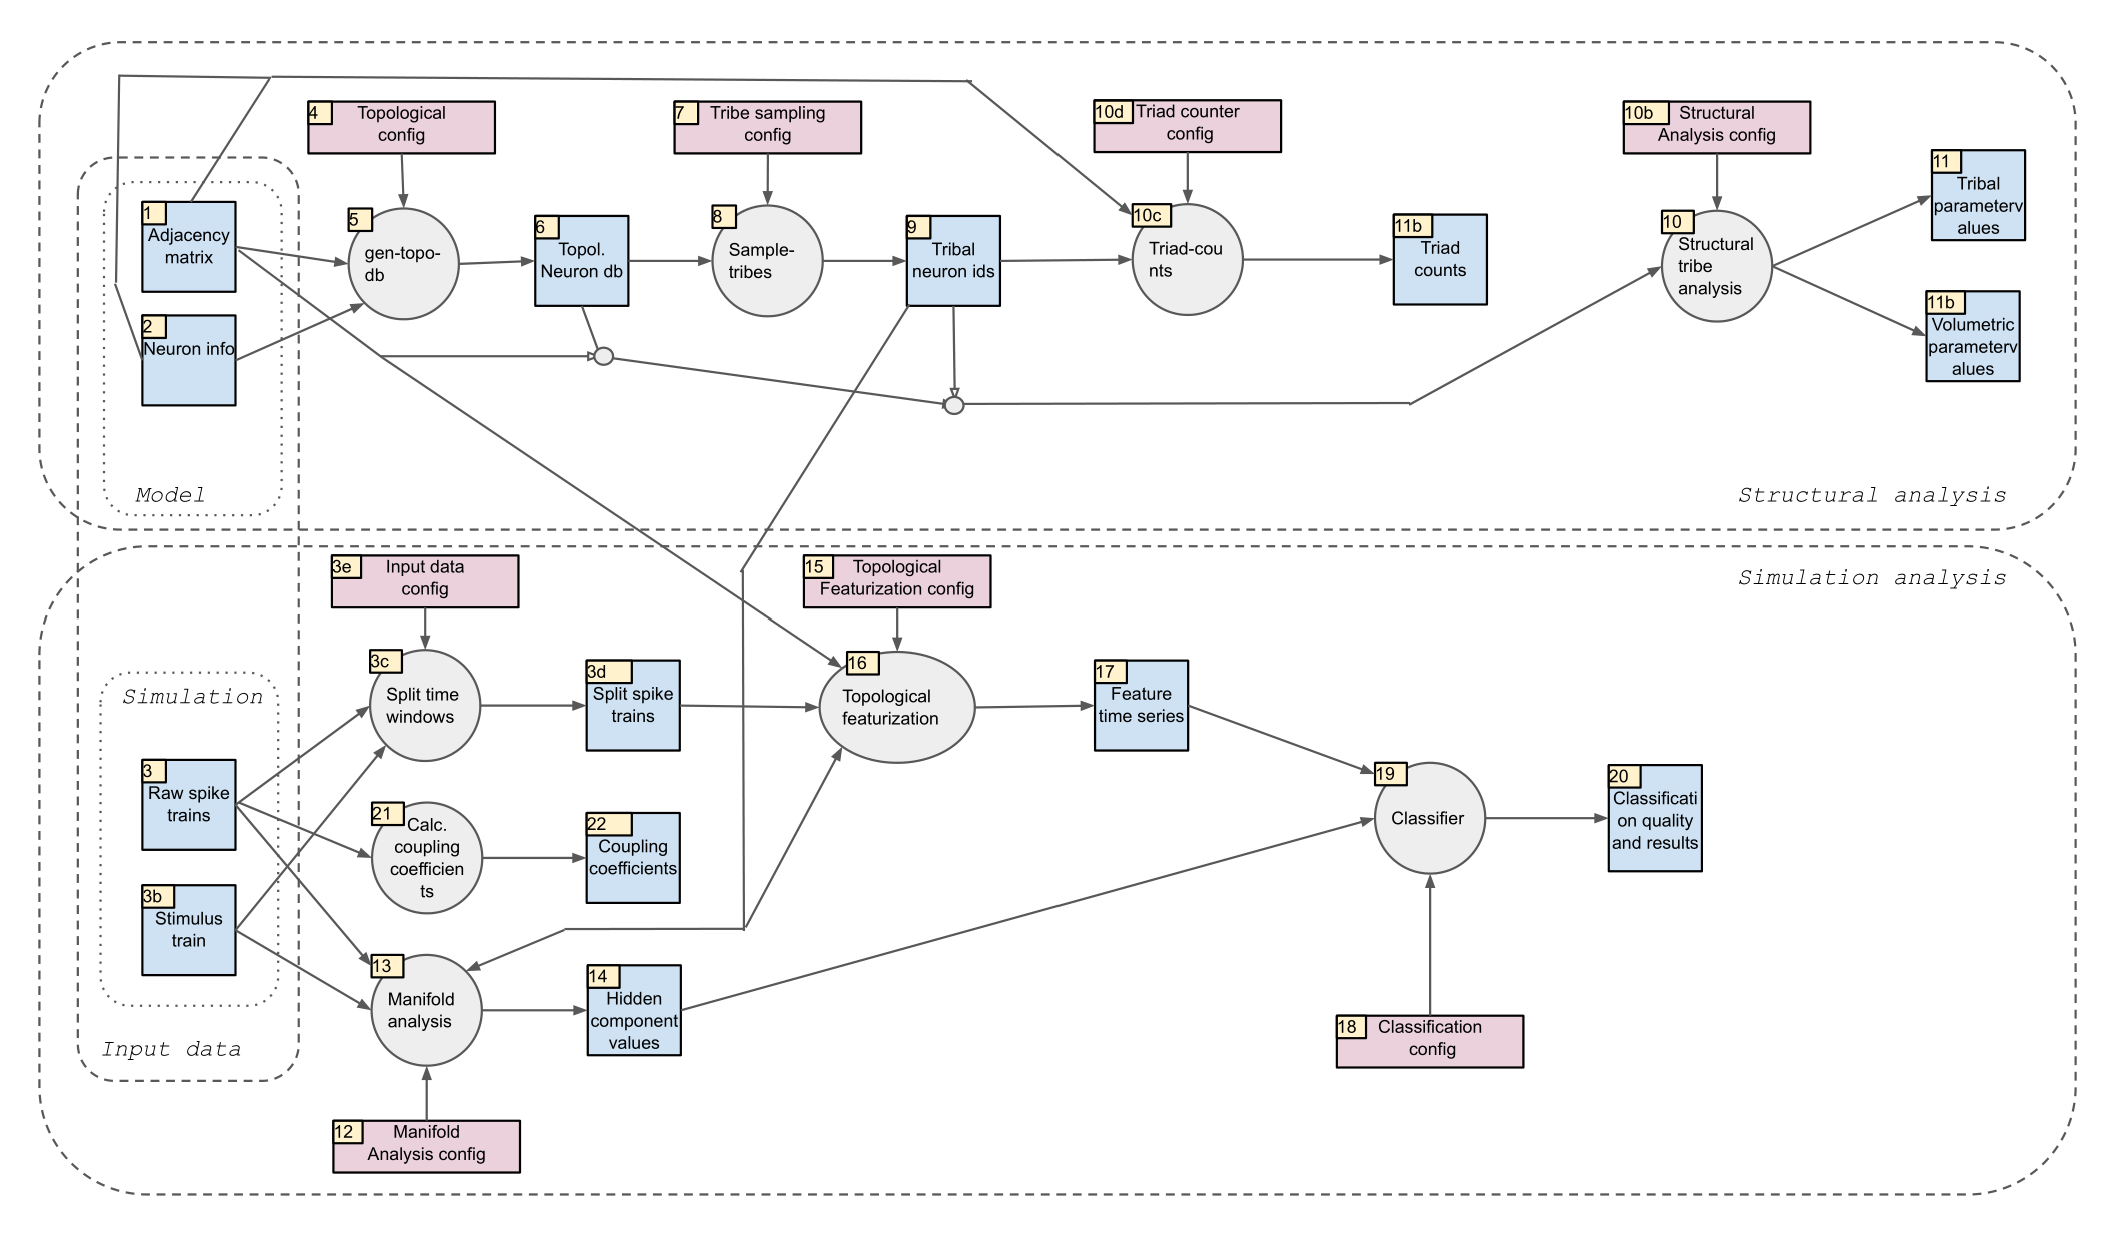 4
Topological
config
7
Tribe sampling
config
10d
Triad counter
config
10b
Structural
Analysis config
1
Adjacency
matrix
5
gen-topo-
db
6
Topol.
Neuron db
8
Sample-
tribes
9
Tribal
neuron ids
10c
Triad-cou
nts
11b
Triad
counts
10
Structural
tribe
analysis
11
Tribal
parameterv
alues
2
Neuron info
11b
Volumetric
parameterv
alues
Model
Structural analysis
3e
Input data
config
15
Topological
Featurization config
Simulation analysis
Simulation
3c
Split time
windows
3d
Split spike
trains
16
Topological
featurization
17
Feature
time series
3
Raw spike
trains
21
Calc.
coupling
coefficien
ts
22
Coupling
coefficients
19
Classifier
20
Classificati
on quality
and results
3b
Stimulus
train
13
Manifold
analysis
14
Hidden
component
values
18
Classification
config
Input data
12
Manifold
Analysis config